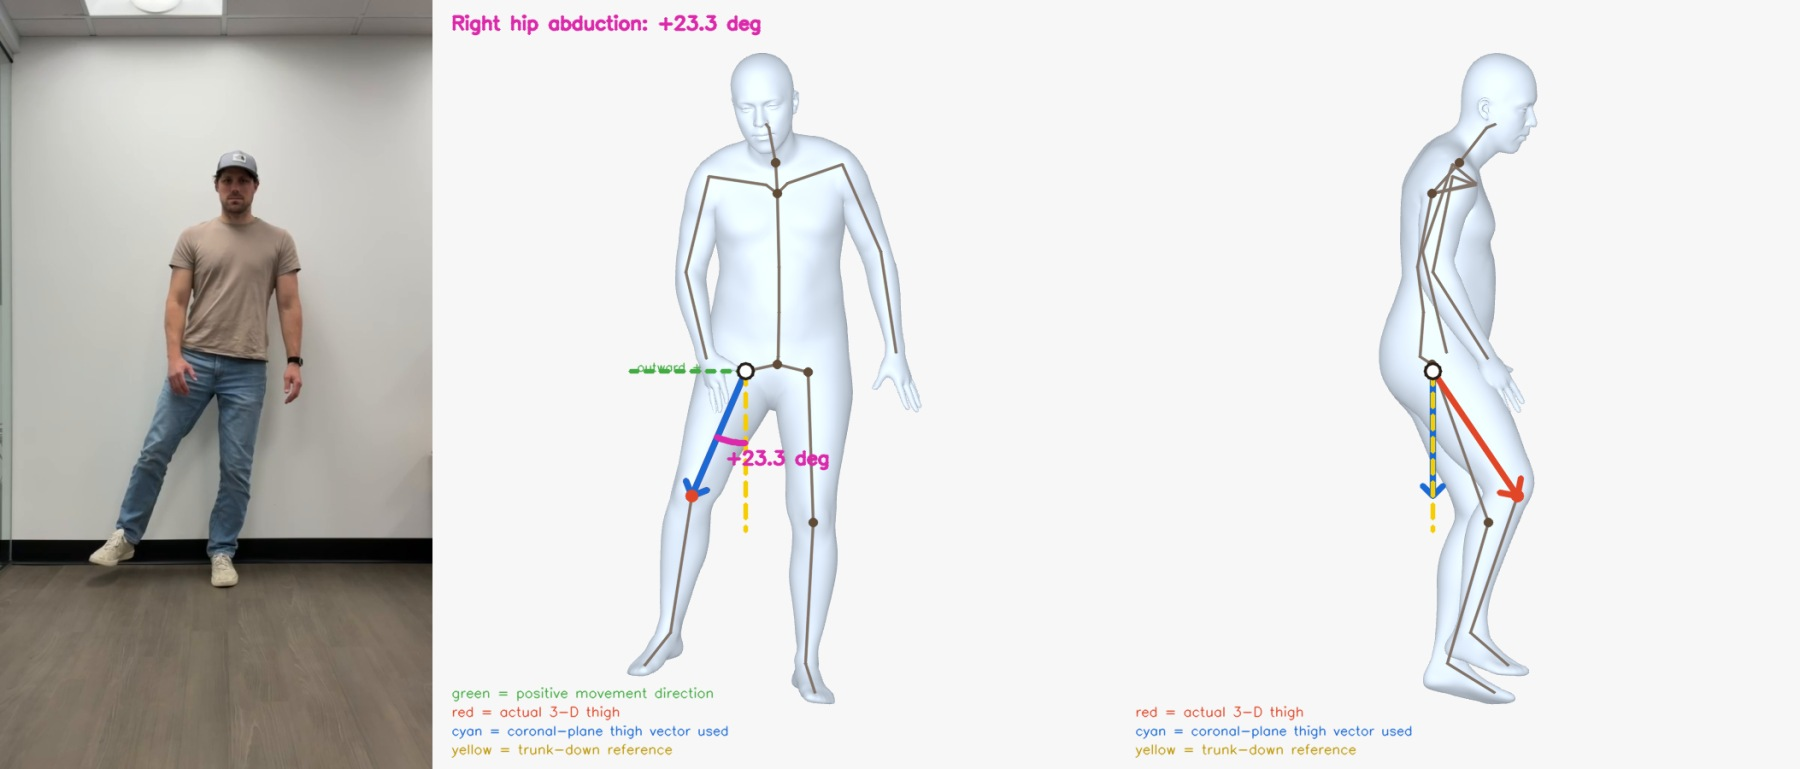 Right hip abduction: +23.3 deg
outward +
+23.3 deg
green = positive movement direction
red = actual 3-D thigh
cyan = coronal-plane thigh vector used
yellow = trunk-down reference
red = actual 3-D thigh
cyan = coronal-plane thigh vector used
yellow = trunk-down reference